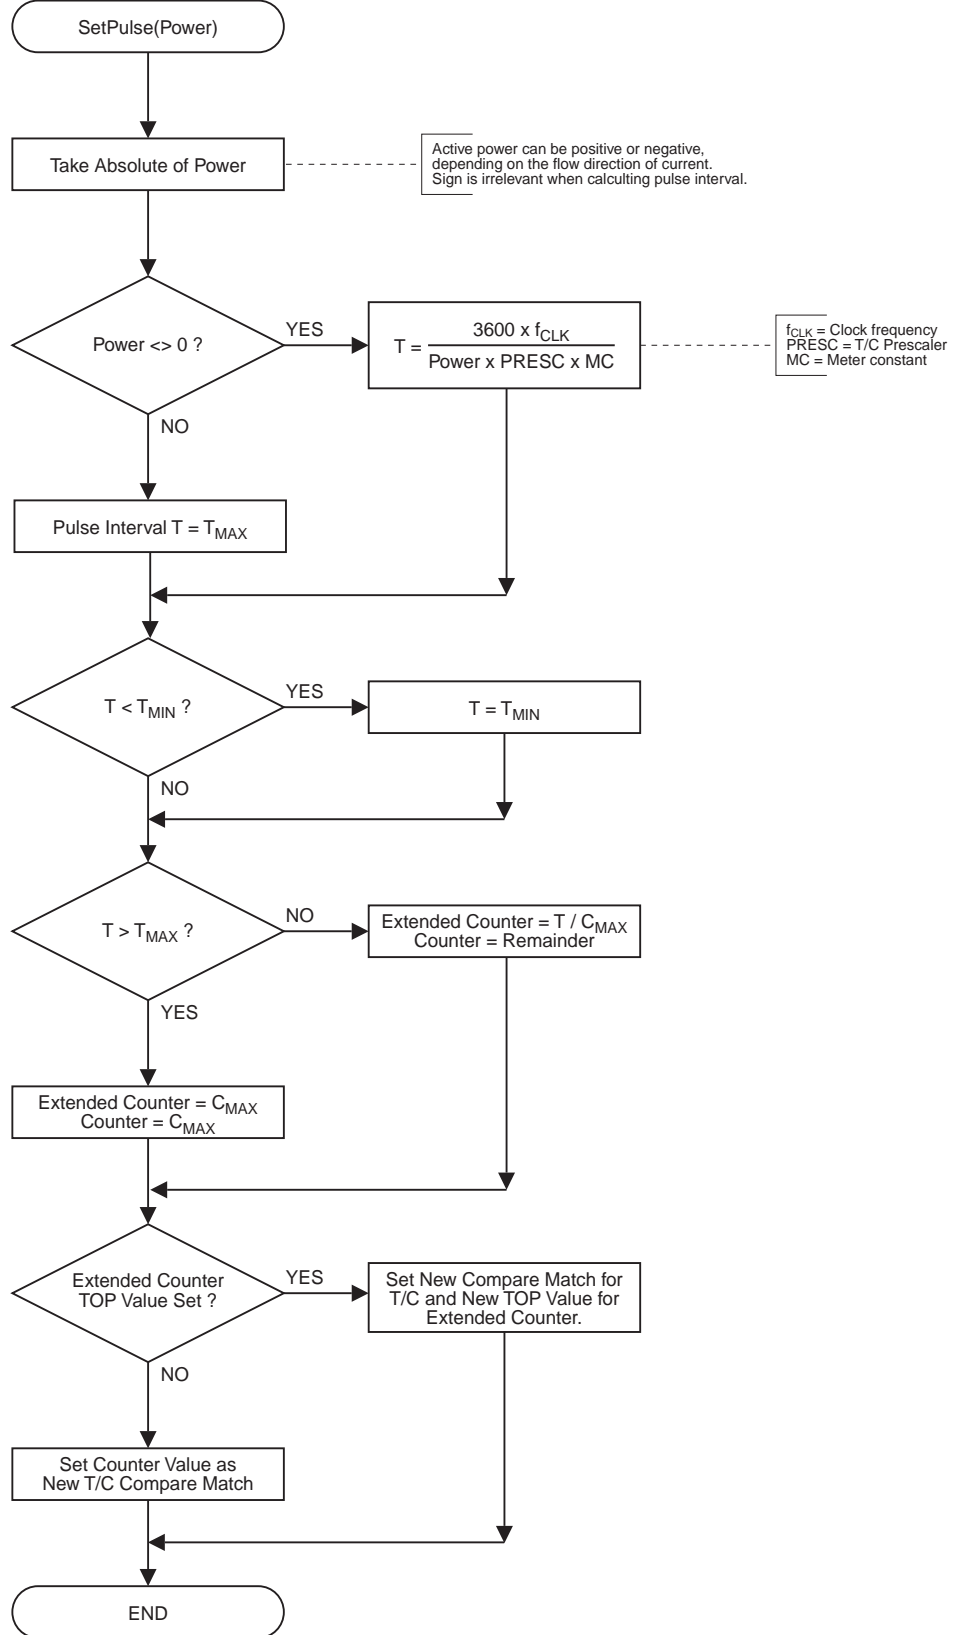 SetPulse(Power)
Take Absolute of Power
Active power can be positive or negative,
depending on the flow direction of current.
Sign is irrelevant when calculting pulse interval.
Power <> 0 ?
YES
T = 3600 x fCLK / Power x PRESC x MC
fCLK = Clock frequency
PRESC = T/C Prescaler
MC = Meter constant
NO
Pulse Interval T = TMAX
T < TMIN ?
YES
T = TMIN
NO
T > TMAX ?
NO
Extended Counter = T / CMAX
Counter = Remainder
YES
Extended Counter = CMAX
Counter = CMAX
Extended Counter
TOP Value Set ?
YES
Set New Compare Match for
T/C and New TOP Value for
Extended Counter.
NO
Set Counter Value as
New T/C Compare Match
END